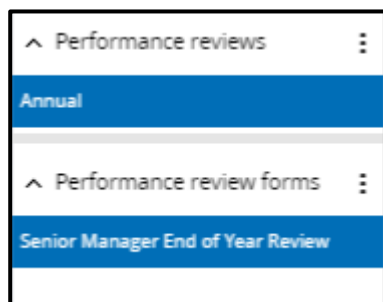 Performance reviews
Annual
Performance review forms
Senior Manager End of Year Review